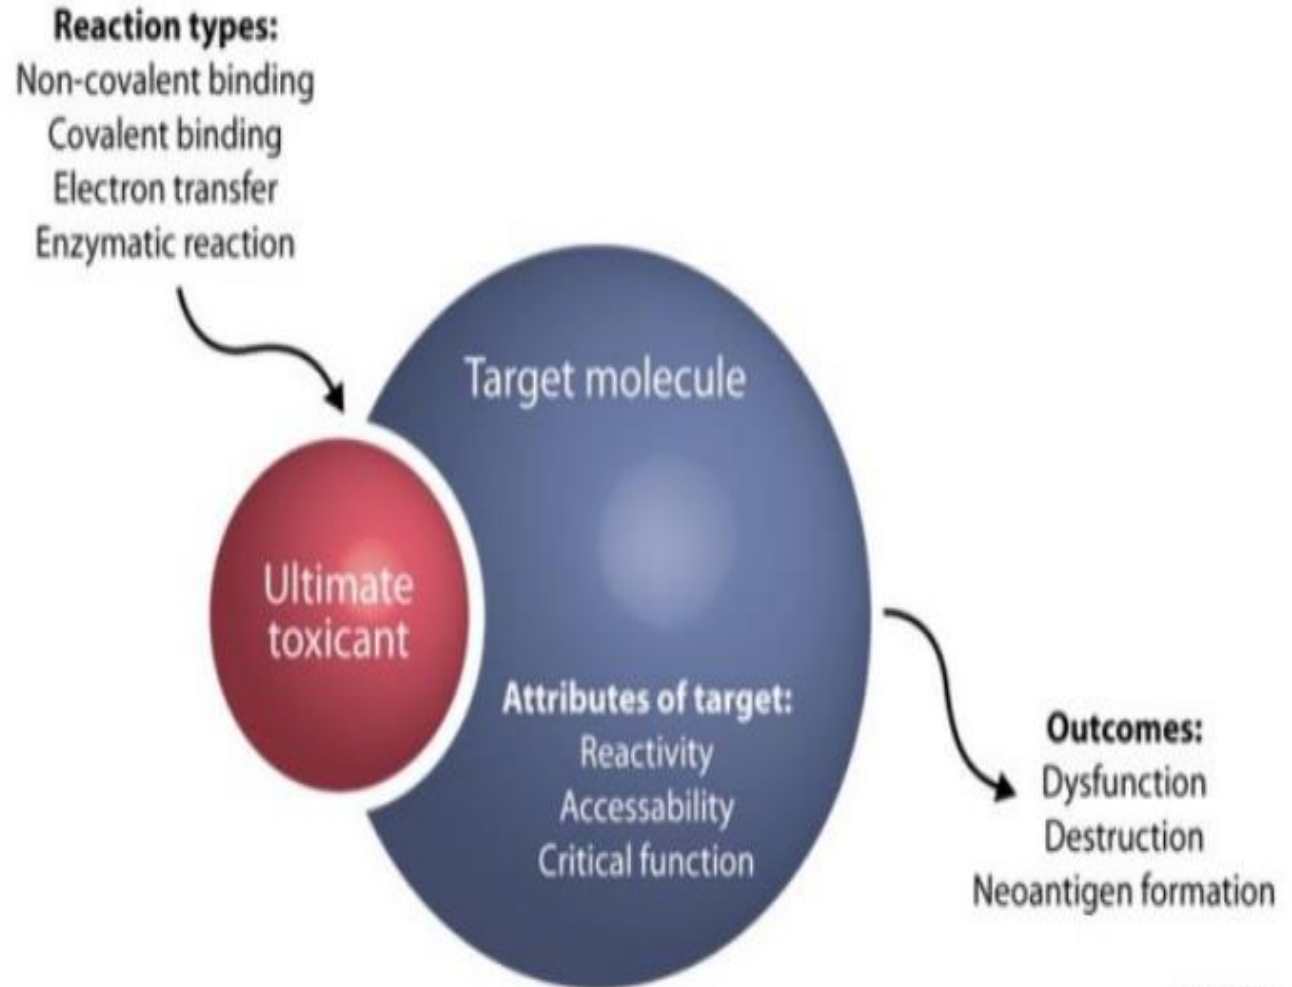 Reaction types:
Non-covalent binding
Covalent binding
Electron transfer
Enzymatic reaction
Target molecule
Ultimate
toxicant
Attributes of target:
Reactivity
Accessability
Critical function
Outcomes:
Dysfunction
Destruction
Neoantigen formation